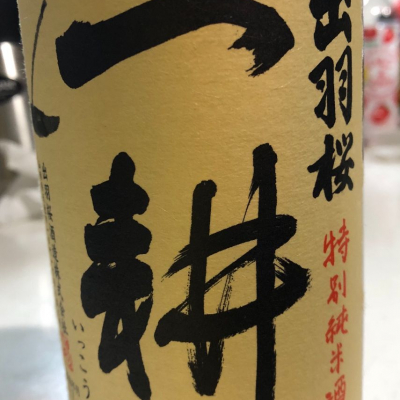 出羽桜
特別純米酒
一耕
いっこう